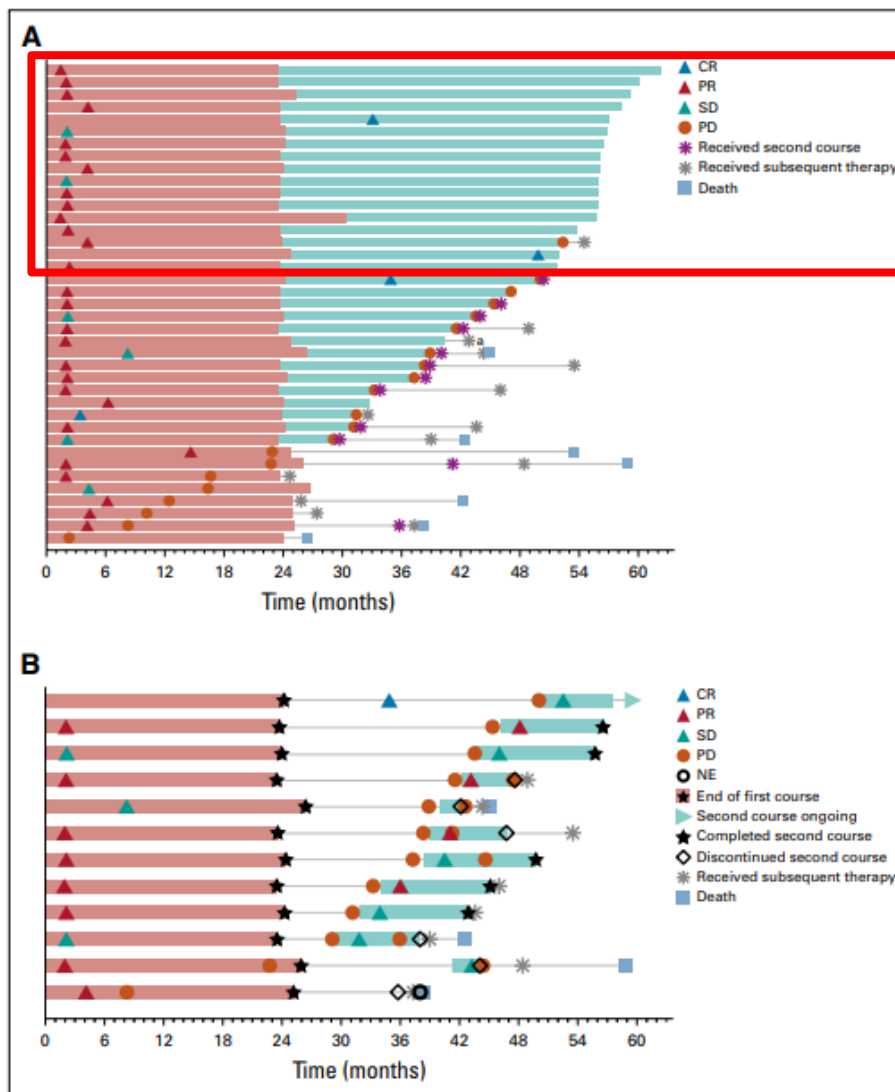 A
CR
PR
SD
PD
Received second course
Received subsequent therapy
Death
a
0 6 12 18 24 30 36 42 48 54 60
Time (months)
B
CR
PR
SD
PD
NE
End of first course
Second course ongoing
Completed second course
Discontinued second course
Received subsequent therapy
Death
0 6 12 18 24 30 36 42 48 54 60
Time (months)